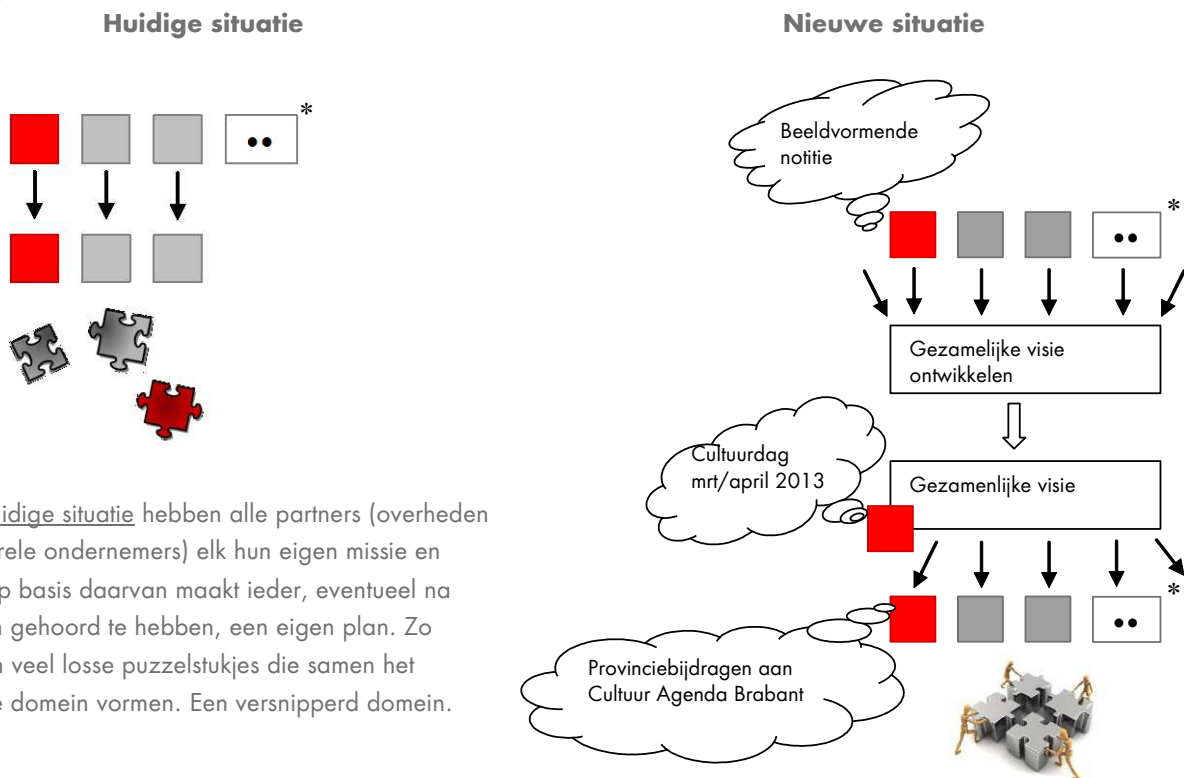 Huidige situatie
*
••
uidige situatie hebben alle partners (overheden
rele ondernemers) elk hun eigen missie en
p basis daarvan maakt ieder, eventueel na
n gehoord te hebben, een eigen plan. Zo
n veel losse puzzelstukjes die samen het
e domein vormen. Een versnipperd domein.
Nieuwe situatie
Beeldvormende
notitie
*
••
Gezamelijke visie
ontwikkelen
Cultuurdag
mrt/april 2013
Gezamenlijke visie
*
••
Provinciebijdragen aan
Cultuur Agenda Brabant